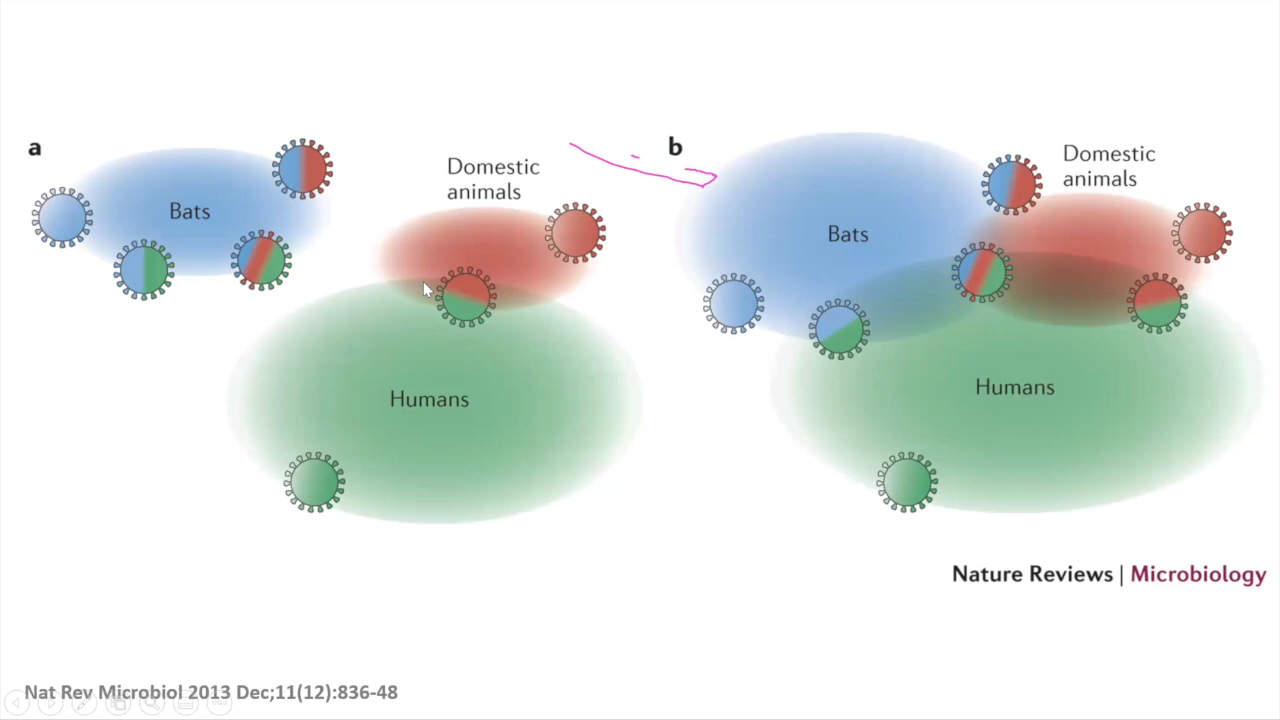 a
Bats
Domestic
animals
Humans
b
Bats
Domestic
animals
Humans
Nature Reviews | Microbiology
Nat Rev Microbiol 2013 Dec;11(12):836-48